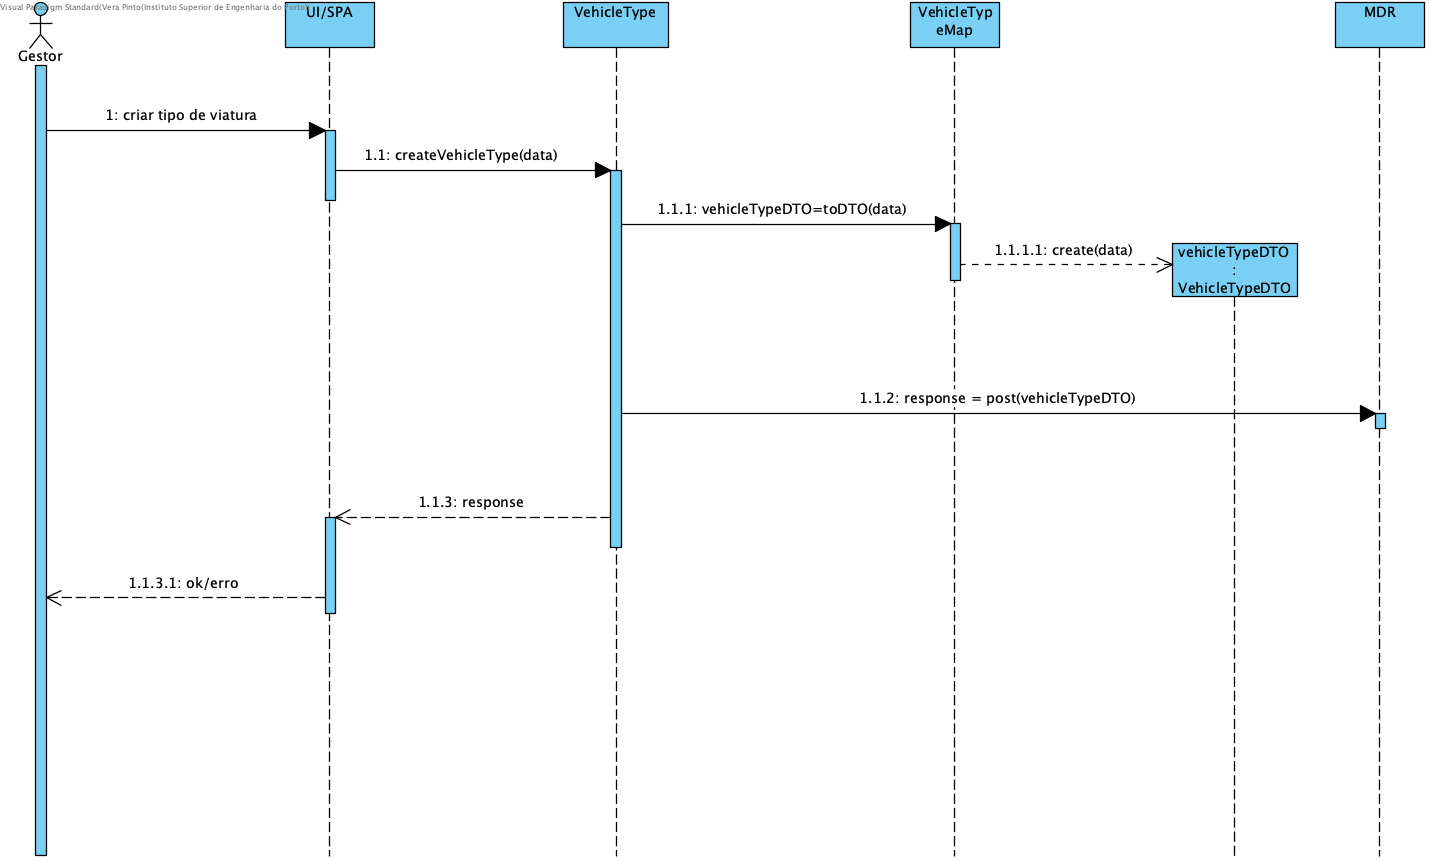 Visual Paradigm Standard(Vera Pinto(Instituto Superior de Engenharia do Porto))
Gestor
UI/SPA
VehicleType
VehicleTyp
eMap
MDR
1: criar tipo de viatura
1.1: createVehicleType(data)
1.1.1: vehicleTypeDTO=toDTO(data)
1.1.1.1: create(data)
vehicleTypeDTO
:
VehicleTypeDTO
1.1.2: response = post(vehicleTypeDTO)
1.1.3: response
1.1.3.1: ok/erro